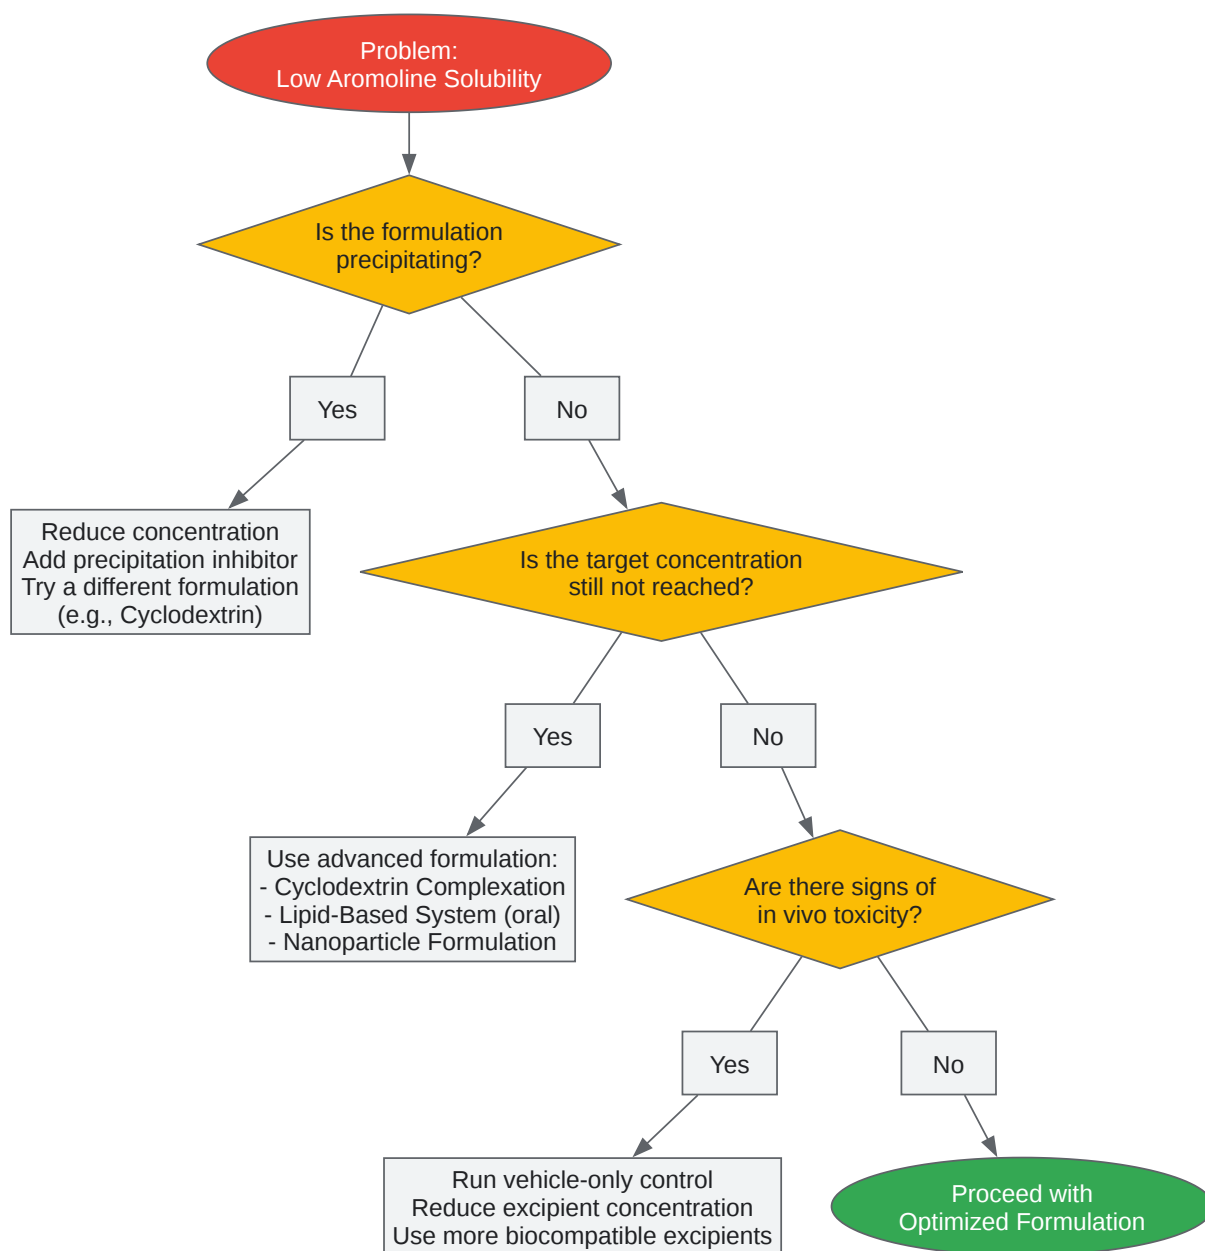 Problem:
Low Aromoline Solubility
Is the formulation
precipitating?
Yes
No
Reduce concentration
Add precipitation inhibitor
Try a different formulation
(e.g., Cyclodextrin)
Is the target concentration
still not reached?
Yes
No
Use advanced formulation:
- Cyclodextrin Complexation
- Lipid-Based System (oral)
- Nanoparticle Formulation
Are there signs of
in vivo toxicity?
Yes
No
Run vehicle-only control
Reduce excipient concentration
Use more biocompatible excipients
Proceed with
Optimized Formulation